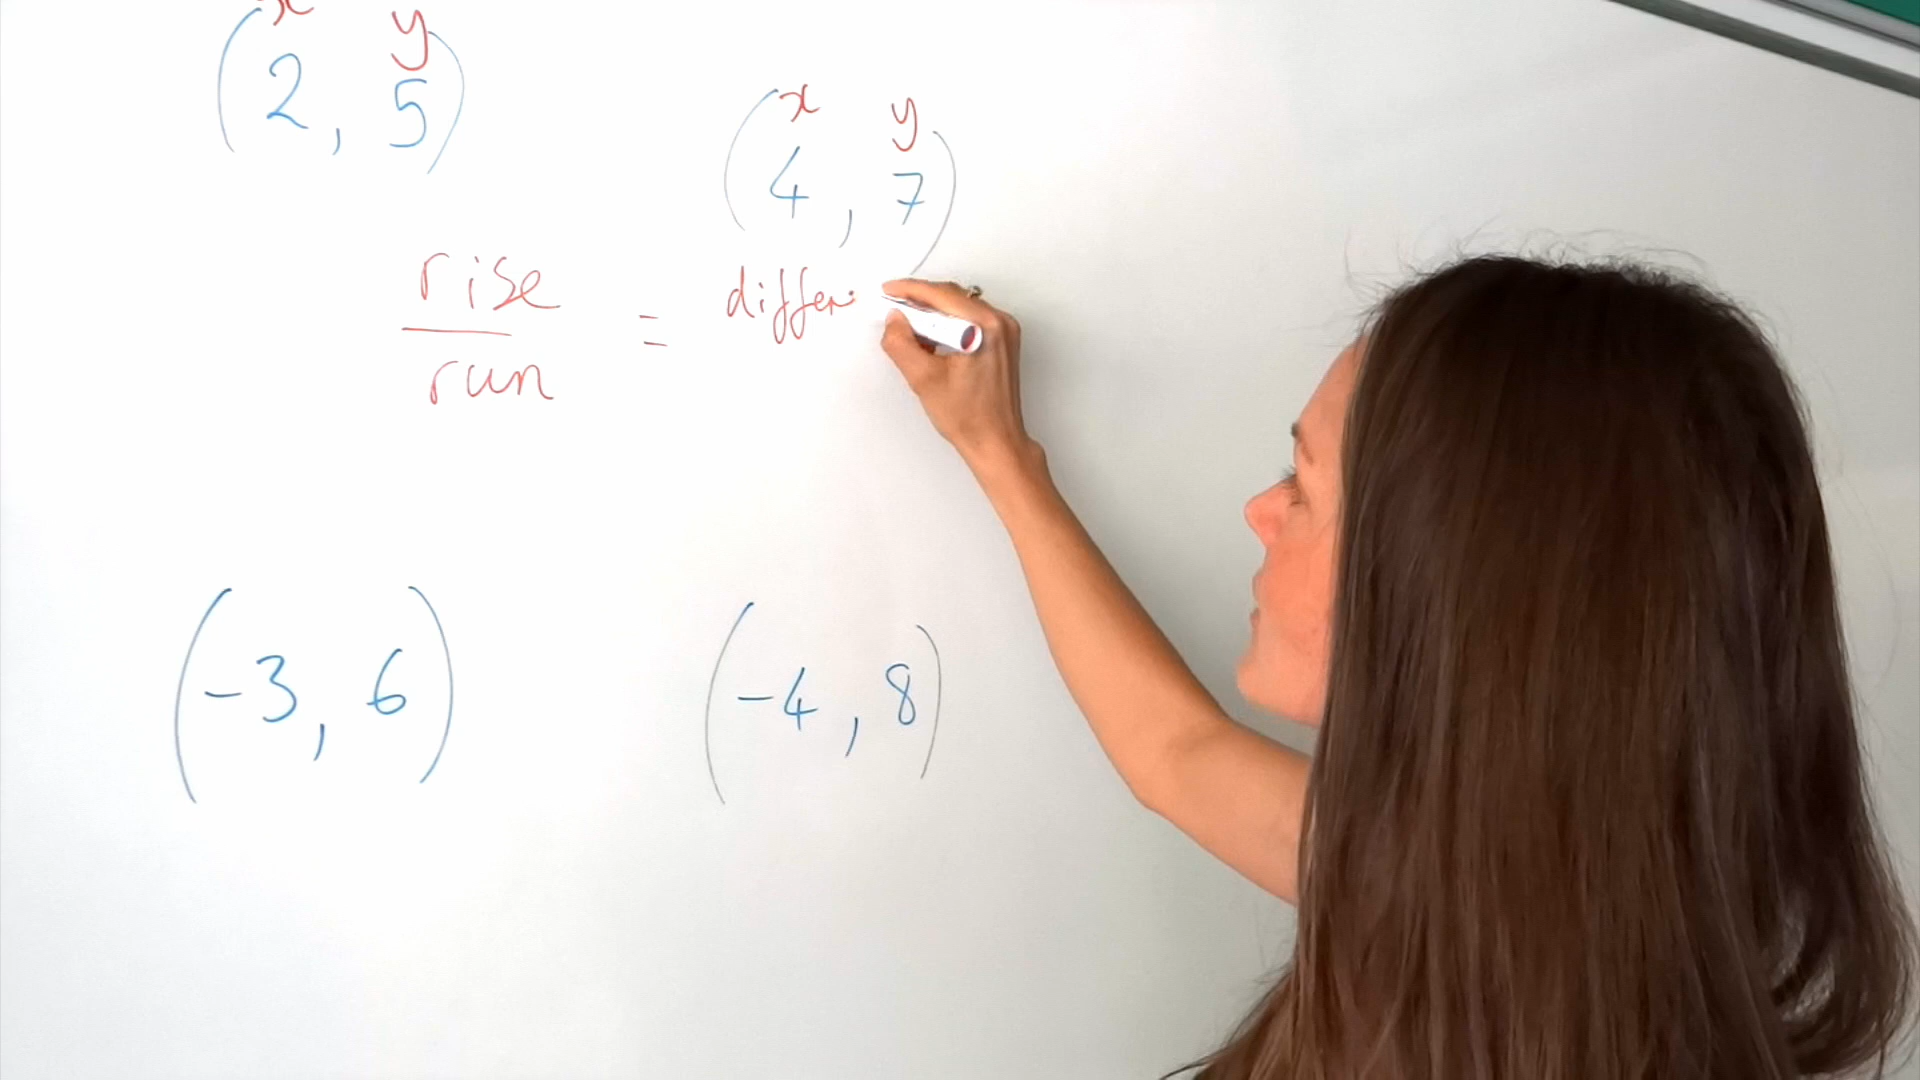 x y
(2, 5)
x y
(4, 7)
rise
run
= differ
(-3, 6)
(-4, 8)